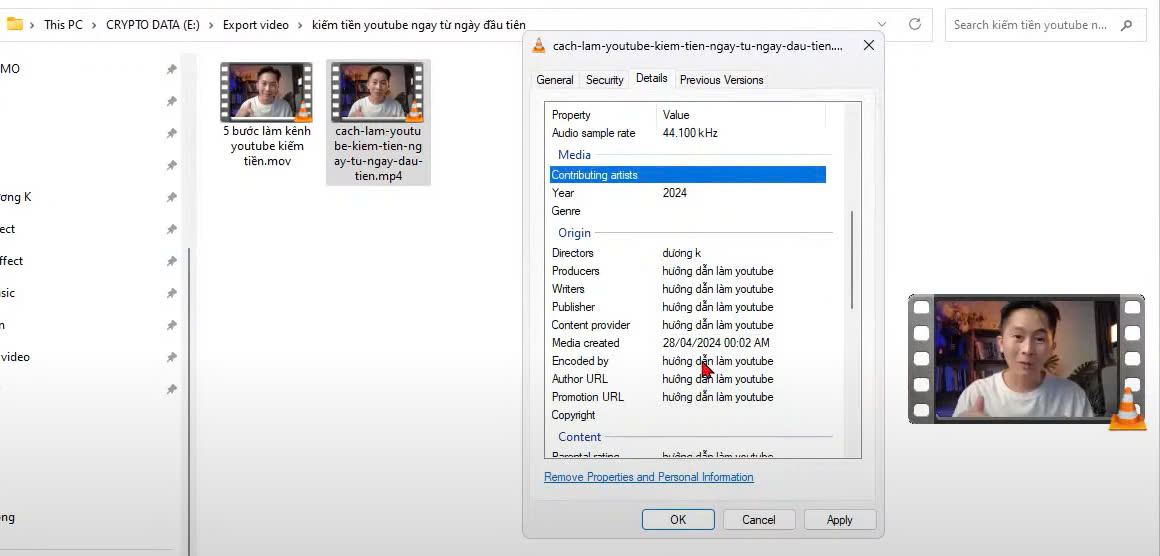 This PC > CRYPTO DATA (E:) > Export video > kiếm tiền youtube ngay từ ngày đầu tiên
Search kiếm tiền youtube n...
MO
ơng K
ect
ffect
sic
n
video
ng
5 bước làm kênh
youtube kiếm
tiền.mov
cach-lam-youtu
be-kiem-tien-ng
ay-tu-ngay-dau-
tien.mp4
cach-lam-youtube-kiem-tien-ngay-tu-ngay-dau-tien....
General Security Details Previous Versions
Property Value
Audio sample rate 44.100 kHz
Media
Contributing artists
Year 2024
Genre
Origin
Directors dương k
Producers hướng dẫn làm youtube
Writers hướng dẫn làm youtube
Publisher hướng dẫn làm youtube
Content provider hướng dẫn làm youtube
Media created 28/04/2024 00:02 AM
Encoded by hướng dẫn làm youtube
Author URL hướng dẫn làm youtube
Promotion URL hướng dẫn làm youtube
Copyright
Content
Parental rating hướng dẫn làm youtube
Remove Properties and Personal Information
OK Cancel Apply